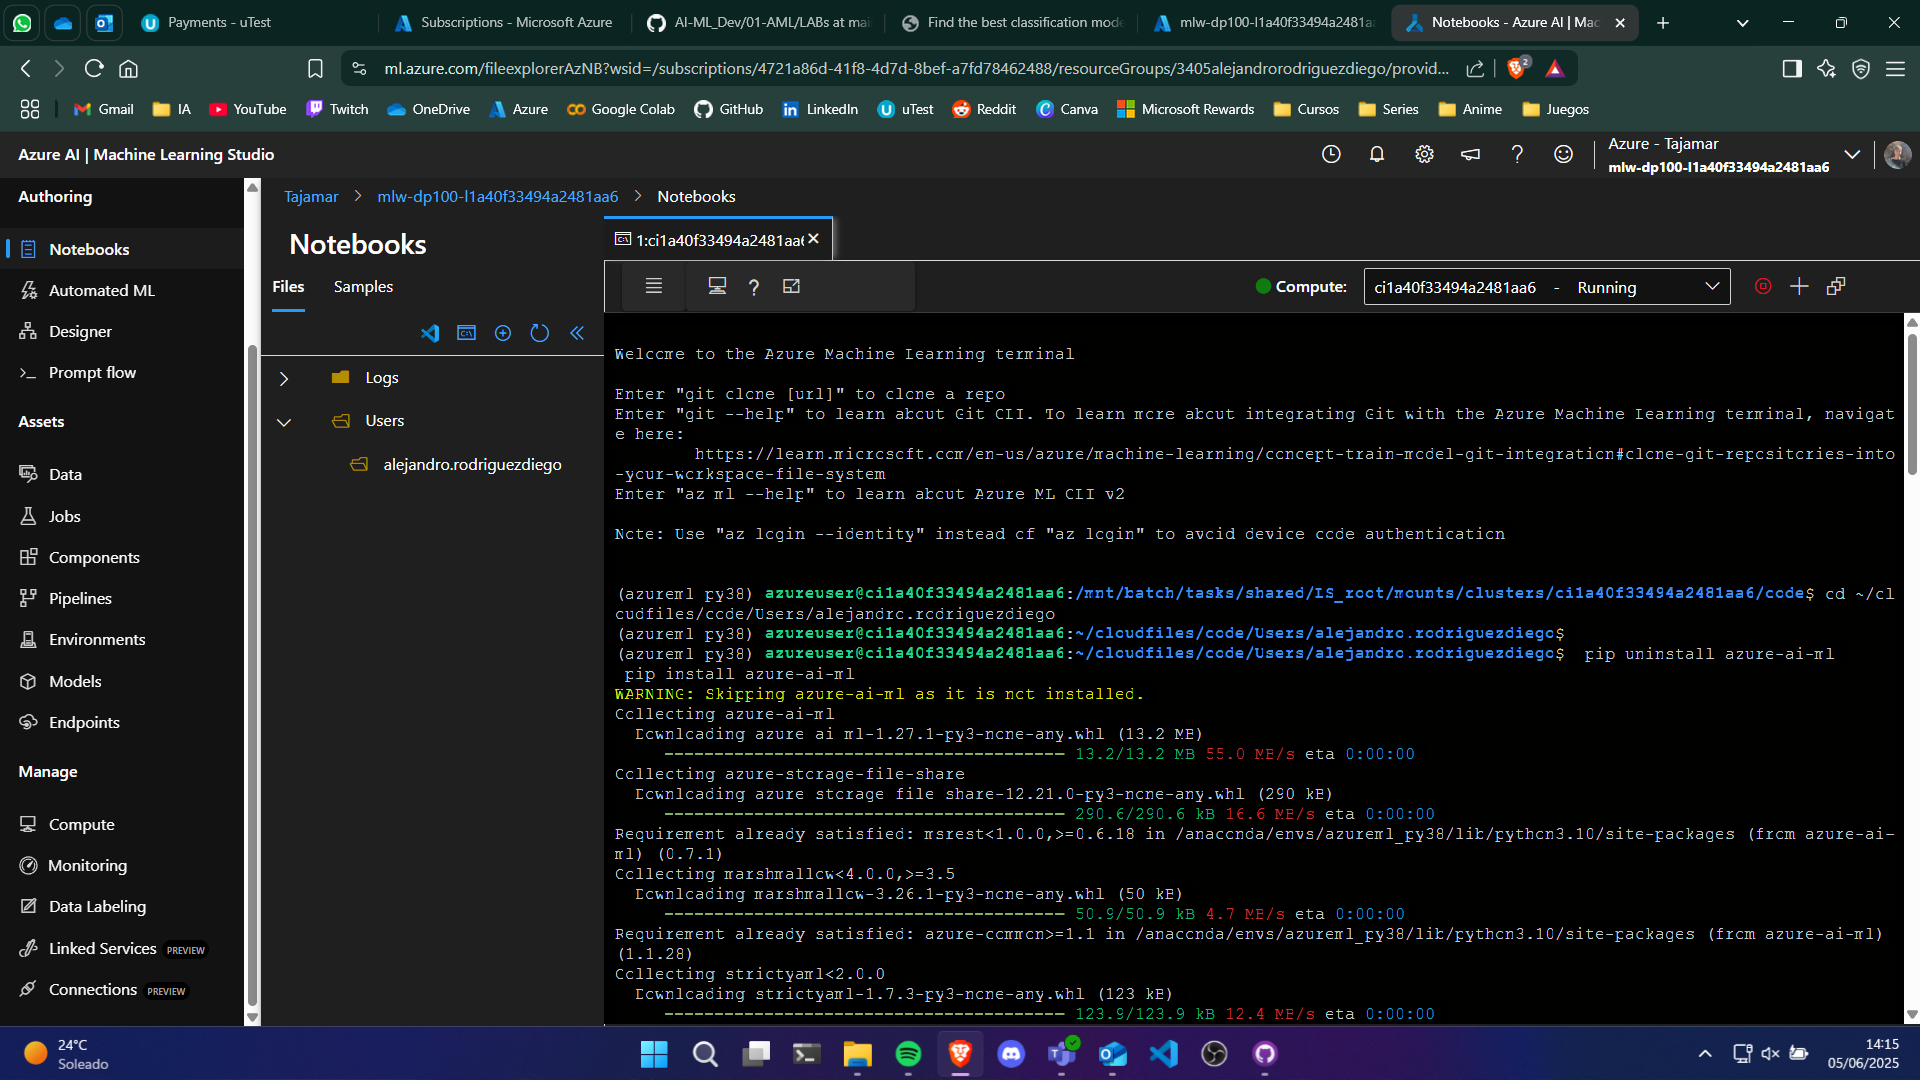 Payments - uTest
Subscriptions - Microsoft Azure
AI-ML_Dev/01-AML/LABs at mai
Find the best classification mode
mlw-dp100-l1a40f33494a2481aa
Notebooks - Azure AI | Mac
ml.azure.com/fileexplorerAzNB?wsid=/subscriptions/4721a86d-41f8-4d7d-8bef-a7fd78462488/resourceGroups/3405alejandrorodriguezdiego/provid...
2
Gmail
IA
YouTube
Twitch
OneDrive
Azure
Google Colab
GitHub
LinkedIn
uTest
Reddit
Canva
Microsoft Rewards
Cursos
Series
Anime
Juegos
Azure AI | Machine Learning Studio
Azure - Tajamar
mlw-dp100-l1a40f33494a2481aa6
Authoring
Notebooks
Automated ML
Designer
Prompt flow
Assets
Data
Jobs
Components
Pipelines
Environments
Models
Endpoints
Manage
Compute
Monitoring
Data Labeling
Linked Services PREVIEW
Connections PREVIEW
Tajamar > mlw-dp100-l1a40f33494a2481aa6 > Notebooks
Notebooks
Files
Samples
Logs
Users
alejandro.rodriguezdiego
1:ci1a40f33494a2481aa6
Compute:
ci1a40f33494a2481aa6 - Running
Welcome to the Azure Machine Learning terminal
Enter "git clone [url]" to clone a repo
Enter "git --help" to learn about Git CLI. To learn more about integrating Git with the Azure Machine Learning terminal, navigat
e here:
https://learn.microsoft.com/en-us/azure/machine-learning/concept-train-model-git-integration#clone-git-repositories-into
-your-workspace-file-system
Enter "az ml --help" to learn about Azure ML CLI v2
Note: Use "az login --identity" instead of "az login" to avoid device code authentication
(azureml_py38) azureuser@ci1a40f33494a2481aa6:/mnt/batch/tasks/shared/LS_root/mounts/clusters/ci1a40f33494a2481aa6/code$ cd ~/cl
oudfiles/code/Users/alejandro.rodriguezdiego
(azureml_py38) azureuser@ci1a40f33494a2481aa6:~/cloudfiles/code/Users/alejandro.rodriguezdiego$
(azureml_py38) azureuser@ci1a40f33494a2481aa6:~/cloudfiles/code/Users/alejandro.rodriguezdiego$  pip uninstall azure-ai-ml
pip install azure-ai-ml
WARNING: Skipping azure-ai-ml as it is not installed.
Collecting azure-ai-ml
Downloading azure_ai_ml-1.27.1-py3-none-any.whl (13.2 MB)
---------------------------------------- 13.2/13.2 MB 55.0 MB/s eta 0:00:00
Collecting azure-storage-file-share
Downloading azure_storage_file_share-12.21.0-py3-none-any.whl (290 kB)
---------------------------------------- 290.6/290.6 kB 16.6 MB/s eta 0:00:00
Requirement already satisfied: msrest<1.0.0,>=0.6.18 in /anaconda/envs/azureml_py38/lib/python3.10/site-packages (from azure-ai-
ml) (0.7.1)
Collecting marshmallow<4.0.0,>=3.5
Downloading marshmallow-3.26.1-py3-none-any.whl (50 kB)
---------------------------------------- 50.9/50.9 kB 4.7 MB/s eta 0:00:00
Requirement already satisfied: azure-common>=1.1 in /anaconda/envs/azureml_py38/lib/python3.10/site-packages (from azure-ai-ml)
(1.1.28)
Collecting strictyaml<2.0.0
Downloading strictyaml-1.7.3-py3-none-any.whl (123 kB)
---------------------------------------- 123.9/123.9 kB 12.4 MB/s eta 0:00:00
24°C
Soleado
14:15
05/06/2025